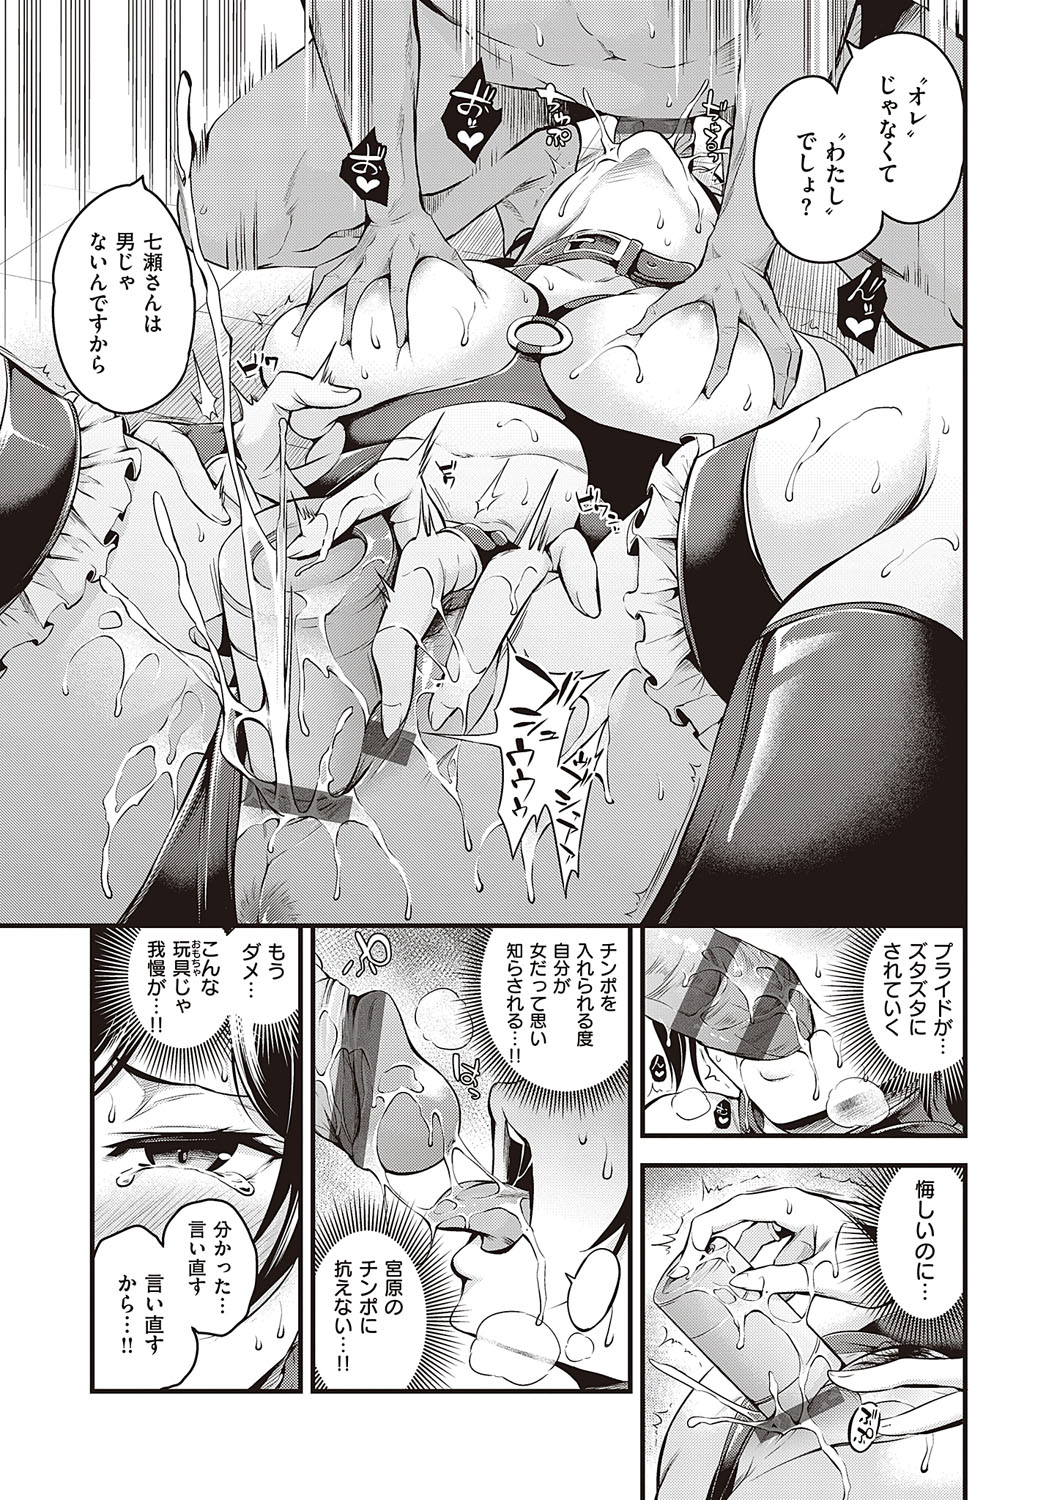 〝オレ〟
じゃなくて
〝わたし〟
でしょ？
七瀬さんは
男じゃ
ないんですから
プライドが…
ズタズタに
されていく
悔しいのに…
チンポを
入れられる度
自分が
女だって思い
知らされる…!!
宮原の
チンポに
抗えない…!!
もう
ダメ…
こんな
玩具じゃ
おもちゃ
我慢が…!!
分かった…
言い直す
言い直す
から…!!